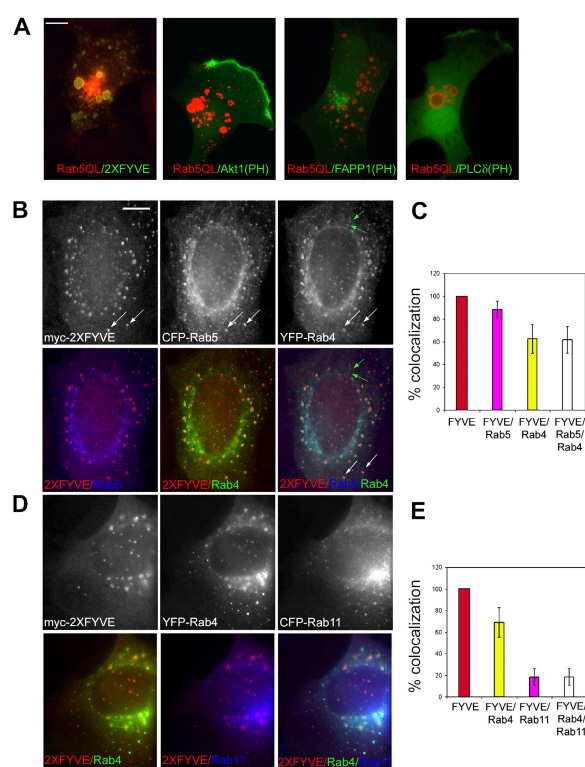 A
Rab5QL/2XFYVE
Rab5QL/Akt1(PH)
Rab5QL/FAPP1(PH)
Rab5QL/PLCδ(PH)
B
myc-2XFYVE
CFP-Rab5
YFP-Rab4
2XFYVE/Rab5
2XFYVE/Rab4
2XFYVE/Rab5/Rab4
C
% colocalization
120
100
80
60
40
20
0
FYVE
FYVE/
Rab5
FYVE/
Rab4
FYVE/
Rab5/
Rab4
D
myc-2XFYVE
YFP-Rab4
CFP-Rab11
2XFYVE/Rab4
2XFYVE/Rab11
2XFYVE/Rab4/Rab11
E
% colocalization
120
100
80
60
40
20
0
FYVE
FYVE/
Rab4
FYVE/
Rab11
FYVE/
Rab4/
Rab11